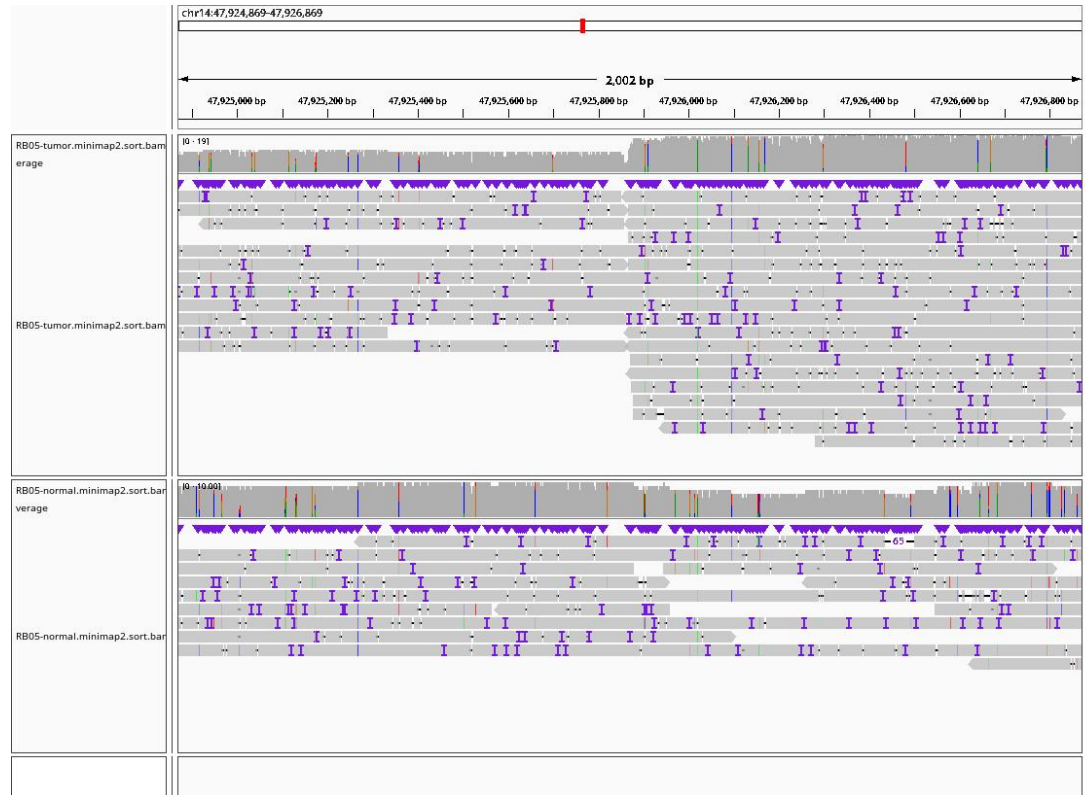 chr14:47,924,869-47,926,869
2,002 bp
47,925,000 bp 47,925,200 bp 47,925,400 bp 47,925,600 bp 47,925,800 bp 47,926,000 bp 47,926,200 bp 47,926,400 bp 47,926,600 bp 47,926,800 bp
RB05-tumor.minimap2.sort.bam
erage
[0 - 19]
RB05-tumor.minimap2.sort.bam
RB05-normal.minimap2.sort.bar
verage
[0 - 10.00]
65
RB05-normal.minimap2.sort.bar